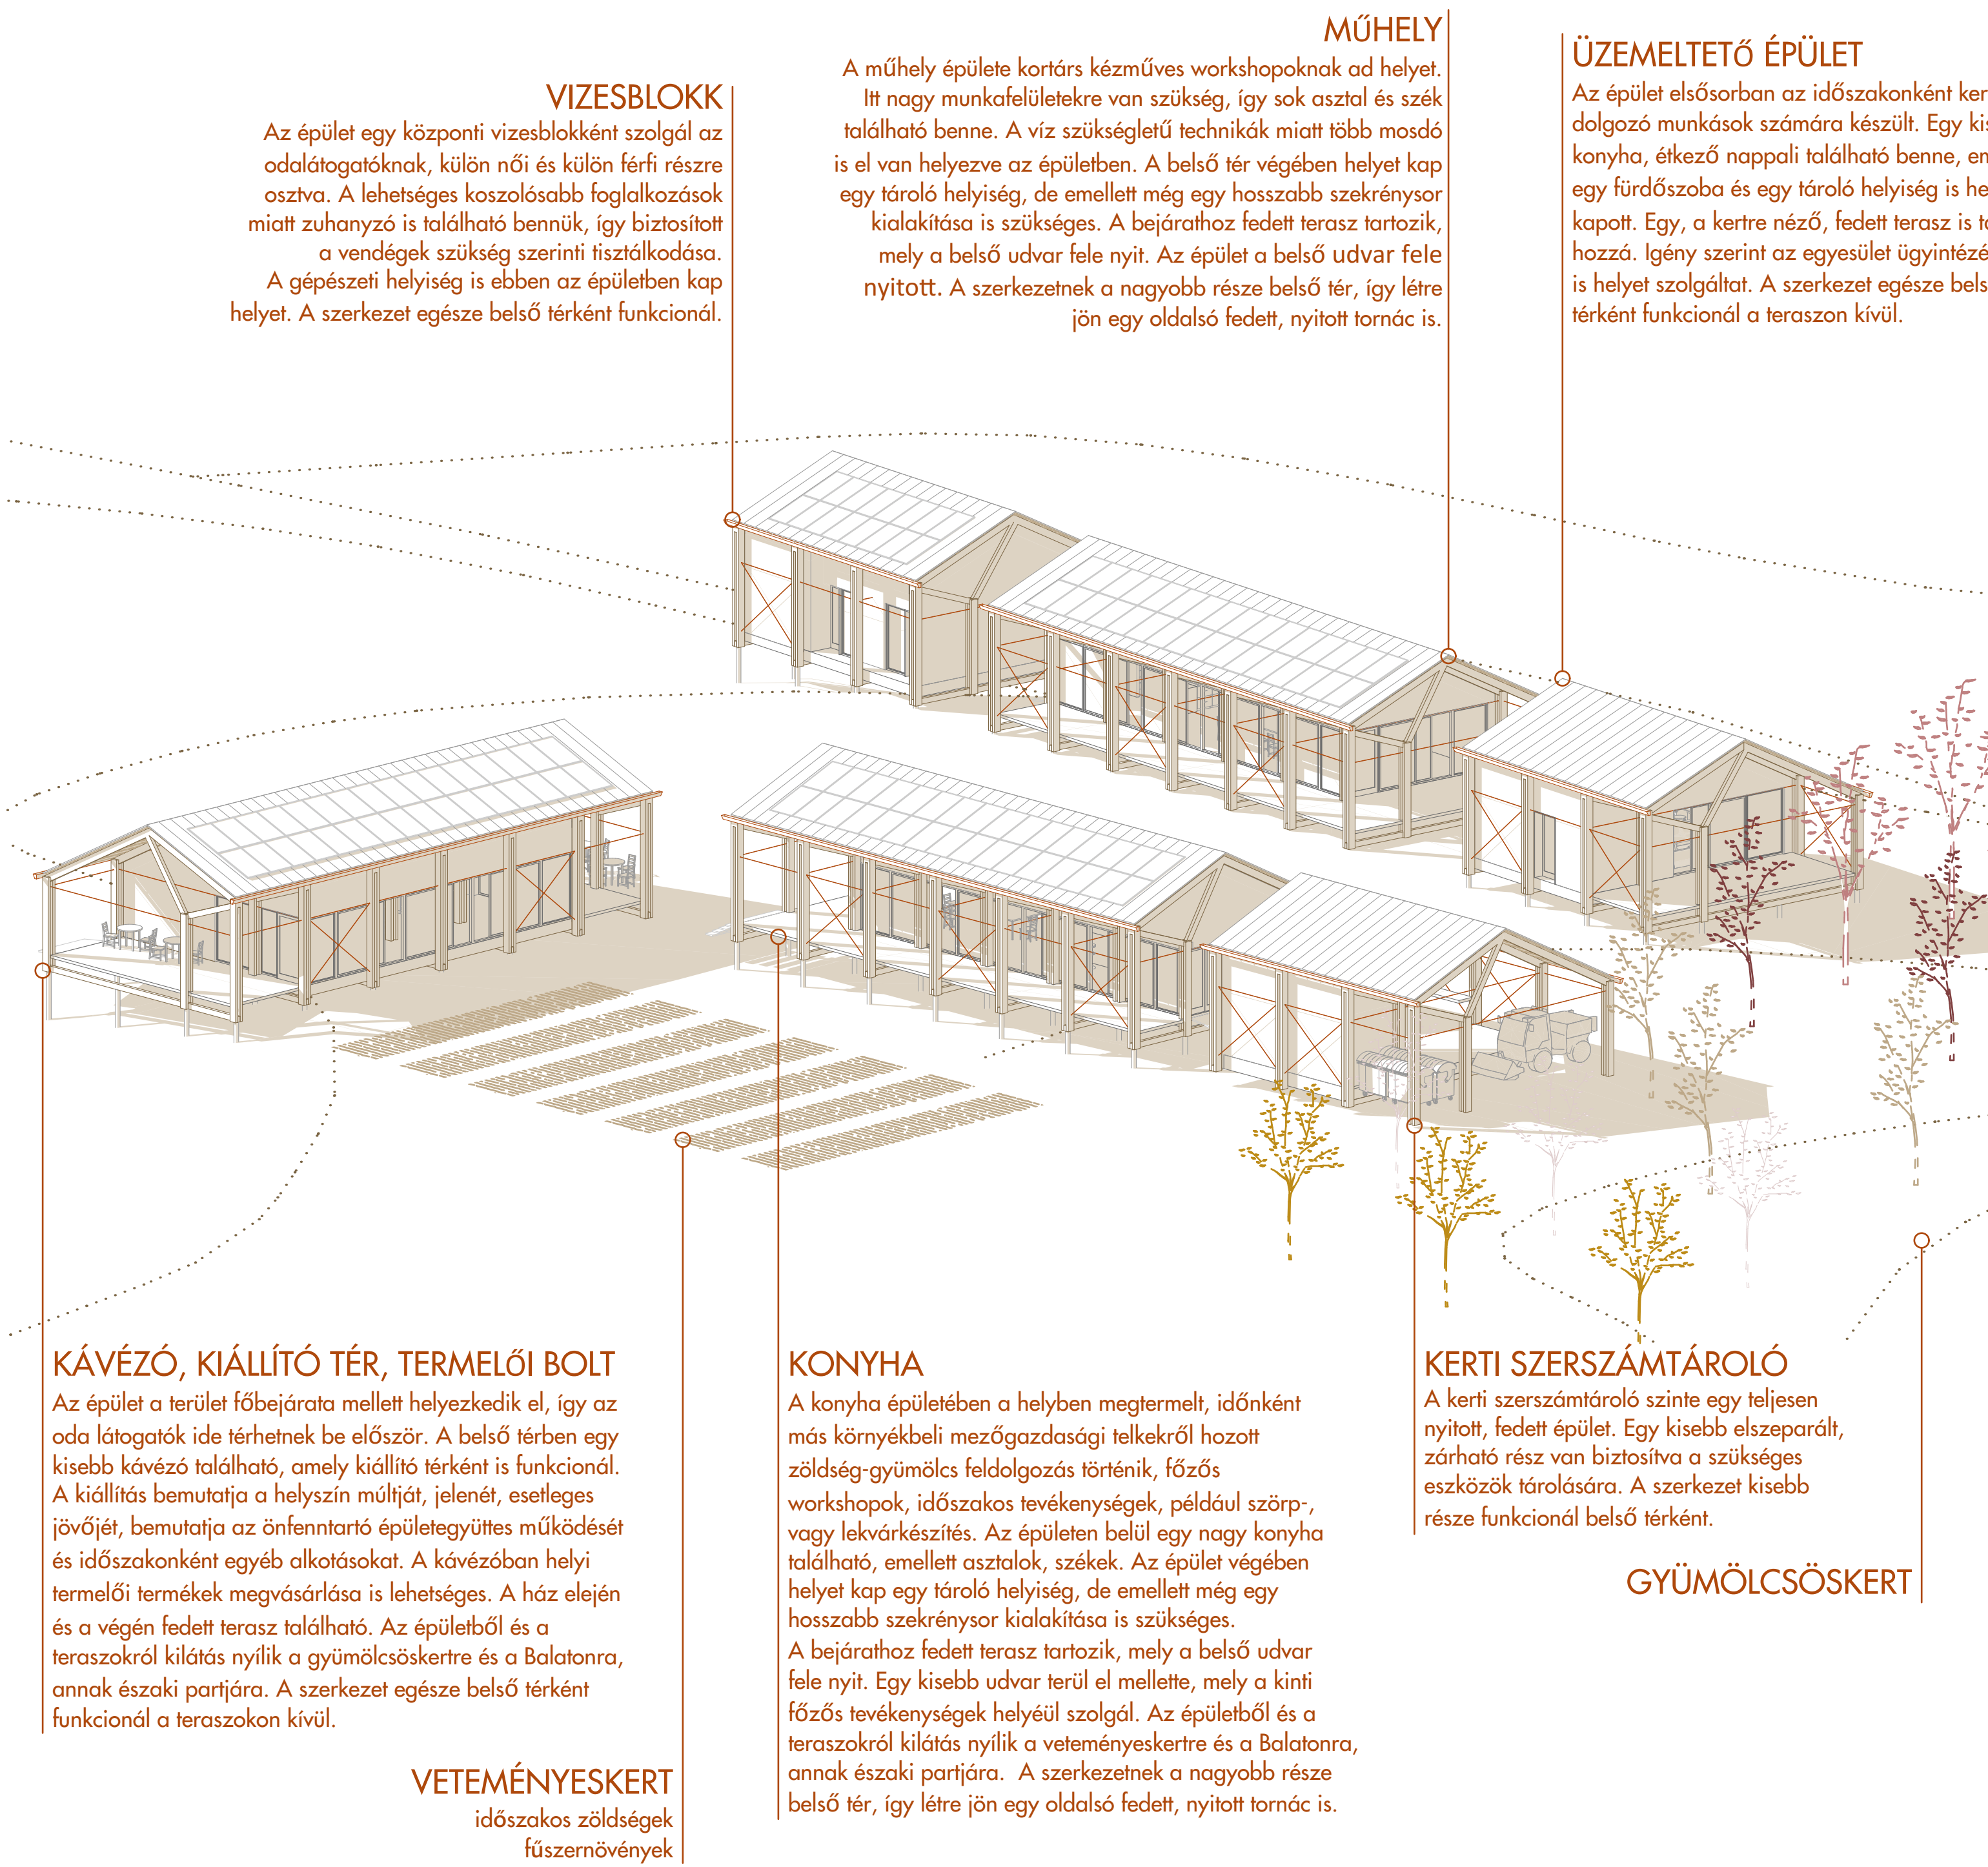 VIZESBLOKK
Az épület egy központi vizesblokként szolgál az
odalátogatóknak, külön női és külön férfi részre
osztva. A lehetséges koszolósabb foglalkozások
miatt zuhanyzó is található bennük, így biztosított
a vendégek szükség szerinti tisztálkodása.
A gépészeti helyiség is ebben az épületben kap
helyet. A szerkezet egésze belső térként funkcionál.
MŰHELY
A műhely épülete kortárs kézműves workshopoknak ad helyet.
Itt nagy munkafelületekre van szükség, így sok asztal és szék
található benne. A víz szükségletű technikák miatt több mosdó
is el van helyezve az épületben. A belső tér végében helyet kap
egy tároló helyiség, de emellett még egy hosszabb szekrénysor
kialakítása is szükséges. A bejárathoz fedett terasz tartozik,
mely a belső udvar fele nyit. Az épület a belső udvar fele
nyitott. A szerkezetnek a nagyobb része belső tér, így létre
jön egy oldalsó fedett, nyitott tornác is.
ÜZEMELTETŐ ÉPÜLET
Az épület elsősorban az időszakonként
dolgozó munkások számára készült. Egy
konyha, étkező nappali található benne,
egy fürdőszoba és egy tároló helyiség is
kapott. Egy, a kertre néző, fedett terasz is
hozzá. Igény szerint az egyesület
is helyet szolgáltat. A szerkezet egésze
térként funkcionál a teraszon kívül.
KÁVÉZÓ, KIÁLLÍTÓ TÉR, TERMELŐI BOLT
Az épület a terület főbejárata mellett helyezkedik el, így az
oda látogatók ide térhetnek be először. A belső térben egy
kisebb kávézó található, amely kiállító térként is funkcionál.
A kiállítás bemutatja a helyszín múltját, jelenét, esetleges
jövőjét, bemutatja az önfenntartó épületegyüttes működését
és időszakonként egyéb alkotásokat. A kávézóban helyi
termelői termékek megvásárlása is lehetséges. A ház elején
és a végén fedett terasz található. Az épületből és a
teraszokról kilátás nyílik a gyümölcsöskertre és a Balatonra,
annak északi partjára. A szerkezet egésze belső térként
funkcionál a teraszokon kívül.
VETEMÉNYESKERT
időszakos zöldségek
fűszernövények
KONYHA
A konyha épületében a helyben megtermelt, időnként
más környékbeli mezőgazdasági telkekről hozott
zöldség-gyümölcs feldolgozás történik, főzős
workshopok, időszakos tevékenységek, például szörp-,
vagy lekvárkészítés. Az épületen belül egy nagy konyha
található, emellett asztalok, székek. Az épület végében
helyet kap egy tároló helyiség, de emellett még egy
hosszabb szekrénysor kialakítása is szükséges.
A bejárathoz fedett terasz tartozik, mely a belső udvar
fele nyit. Egy kisebb udvar terül el mellette, mely a kinti
főzős tevékenységek helyéül szolgál. Az épületből és a
teraszokról kilátás nyílik a veteményeskertre és a Balatonra,
annak északi partjára. A szerkezetnek a nagyobb része
belső tér, így létre jön egy oldalsó fedett, nyitott tornác is.
KERTI SZERSZÁMTÁROLÓ
A kerti szerszámtároló szinte egy teljesen
nyitott, fedett épület. Egy kisebb elszeparált,
zárható rész van biztosítva a szükséges
eszközök tárolására. A szerkezet kisebb
része funkcionál belső térként.
GYÜMÖLCSÖSKERT